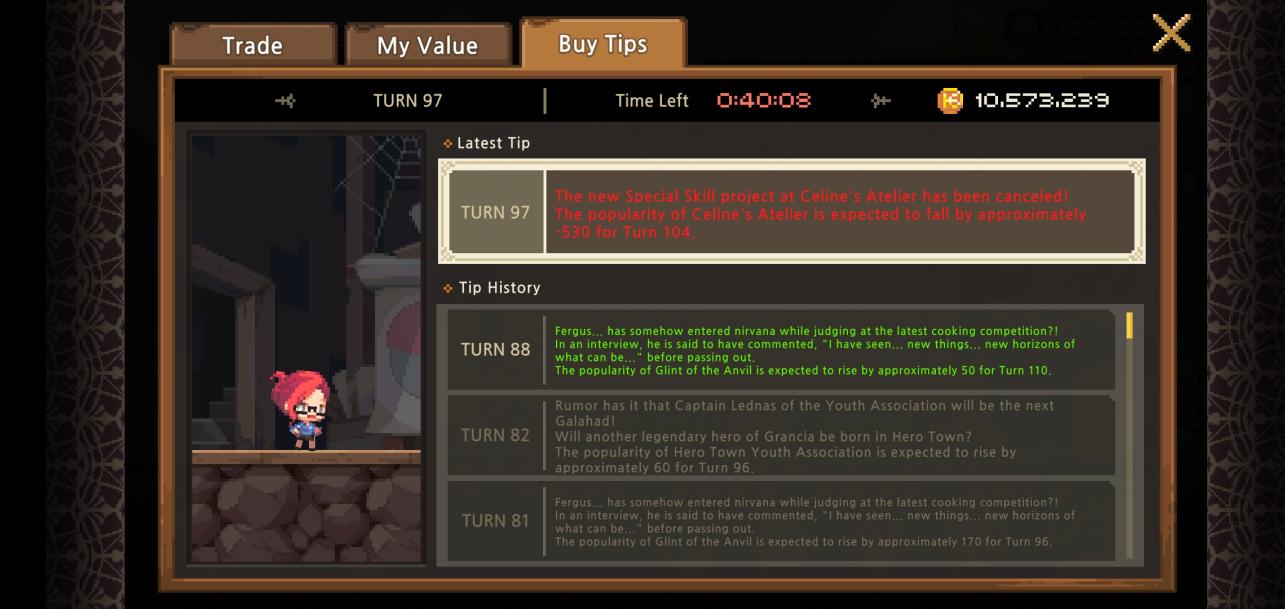 Trade
My Value
Buy Tips
TURN 97
Time Left
0:40:08
10,573,239
Latest Tip
TURN 97
The new Special Skill project at Celine's Atelier has been canceled!
The popularity of Celine's Atelier is expected to fall by approximately
-530 for Turn 104.
Tip History
TURN 88
Fergus... has somehow entered nirvana while judging at the latest cooking competition?!
In an interview, he is said to have commented, "I have seen... new things... new horizons of
what can be..." before passing out.
The popularity of Glint of the Anvil is expected to rise by approximately 50 for Turn 110.
TURN 82
Rumor has it that Captain Lednas of the Youth Association will be the next
Galahad!
Will another legendary hero of Grancia be born in Hero Town?
The popularity of Hero Town Youth Association is expected to rise by
approximately 60 for Turn 96.
TURN 81
Fergus... has somehow entered nirvana while judging at the latest cooking competition?!
In an interview, he is said to have commented, "I have seen... new things... new horizons of
what can be..." before passing out.
The popularity of Glint of the Anvil is expected to rise by approximately 170 for Turn 96.